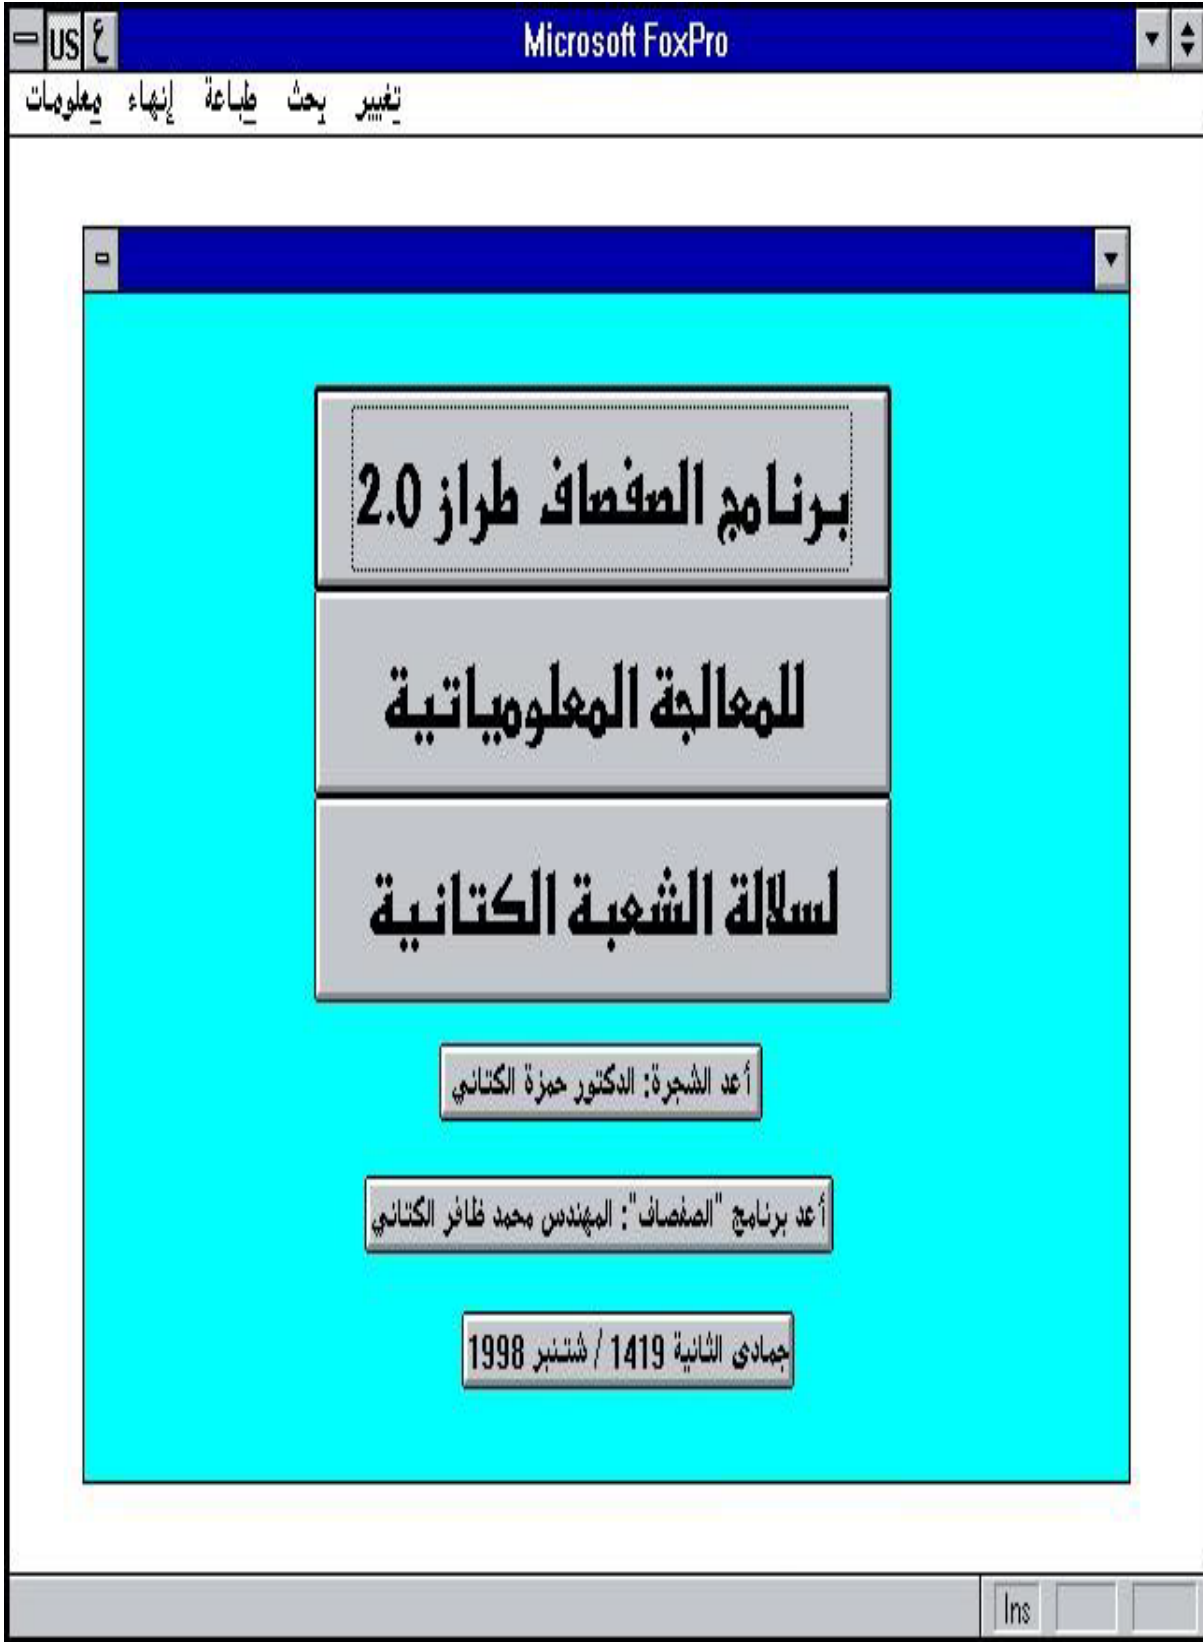 US ع Microsoft FoxPro
تغيير بحث طباعة إنهاء معلومات
برنامج الصفصاف طراز 2.0
للمعالجة المعلومياتية
لسلالة الشعبة الكتانية
أعد الشجرة: الدكتور حمزة الكتاني
أعد برنامج "الصفصاف": المهندس محمد ظافر الكتاني
جمادى الثانية 1419 / شتنبر 1998
Ins